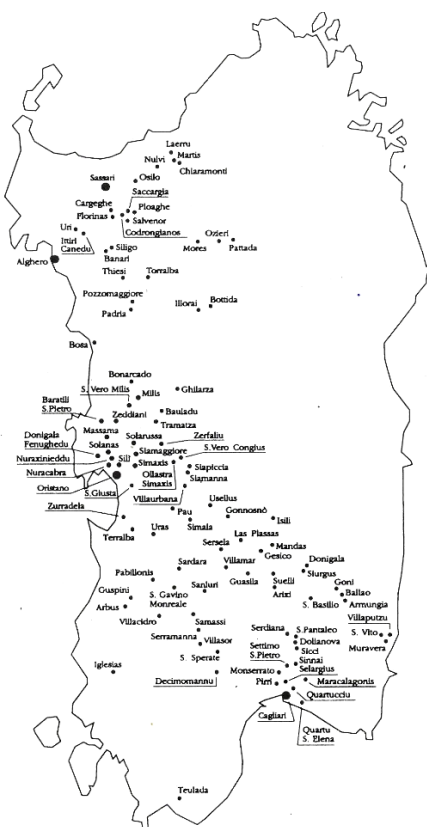 Laerru
Nulvi
Martis
Chiaramonti
Sassari
Osilo
Saccargia
Cargeghe
Ploaghe
Florinas
Salvenor
Codrongianos
Uri
Ittiri
Canedu
Siligo
Banari
Mores
Ozieri
Pattada
Alghero
Thiesi
Torralba
Pozzomaggiore
Padria
Illorai
Bottida
Bosa
Bonarcado
S. Vero Milis
Milis
Ghilarza
Baratili
S.Pietro
Zeddiani
Bauladu
Tramatza
Massama
Donigala
Fenughedu
Solanas
Solarussa
Zerfaliu
Siamaggiore
S.Vero Congius
Nuraxinieddu
Sill
Simaxis
Siapiccia
Nuracabra
Ollastra
Simaxis
Siamanna
Oristano
S.Giusta
Villaurbana
Zurradela
Pau
Usellus
Gonnosnò
Simala
Isili
Terralba
Uras
Las Plassas
Sersela
Mandas
Gesico
Sardara
Villamar
Donigala
Siurgus
Pabillonis
Guasila
Suelli
Arixi
Goni
Ballao
Armungia
Guspini
Arbus
S. Gavino
Monreale
Sanluri
S. Basilio
Villaputzu
Villacidro
Samassi
Serdiana
S.Pantaleo
S. Vito
Muravera
Serramanna
Villasor
Dolianova
Settimo
S.Pietro
Sicci
S. Sperate
Sinnai
Selargius
Iglesias
Decimomannu
Monserrato
Pirri
Maracalagonis
Quartucciu
Cagliari
Quartu
S. Elena
Teulada